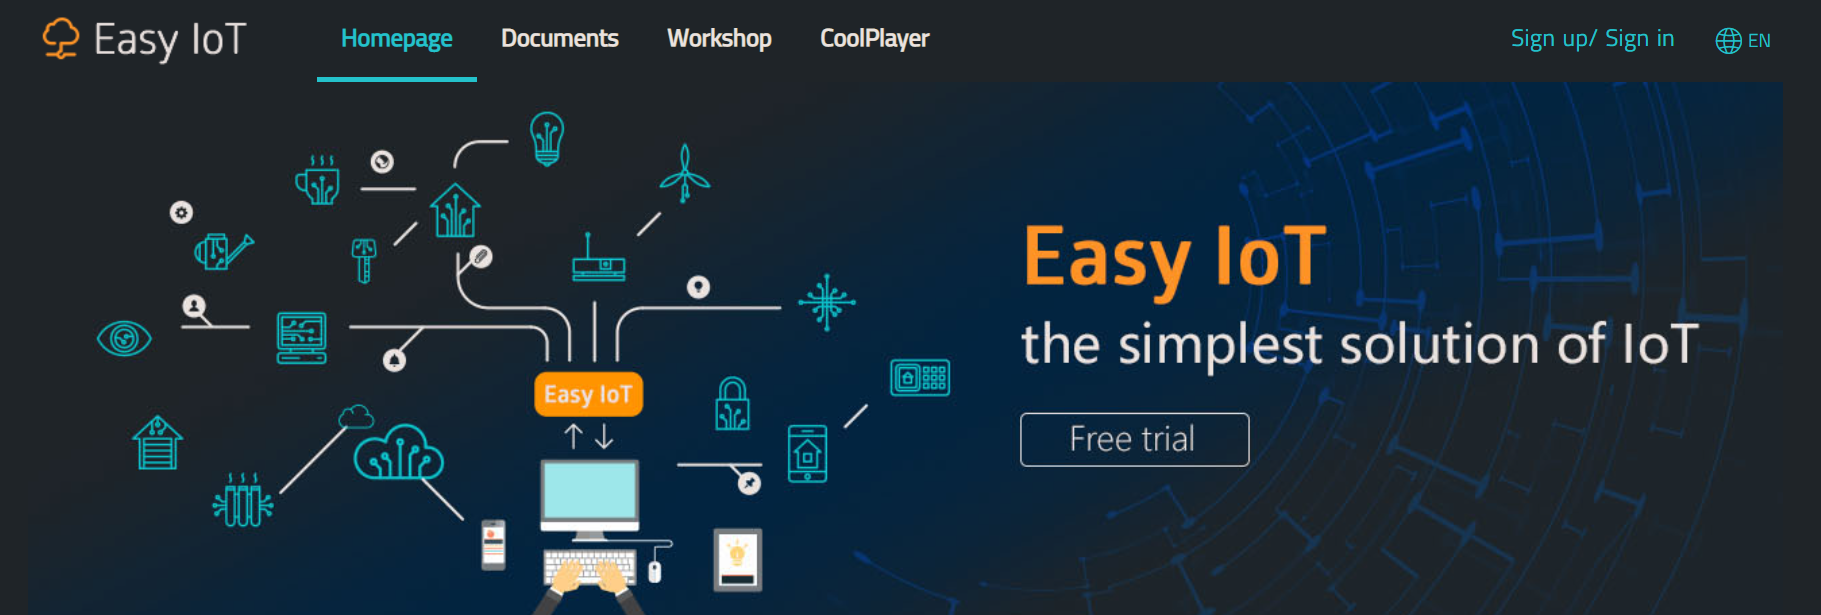 Easy IoT
Homepage
Documents
Workshop
CoolPlayer
Sign up/ Sign in
EN
Easy IoT
Easy IoT
the simplest solution of IoT
Free trial